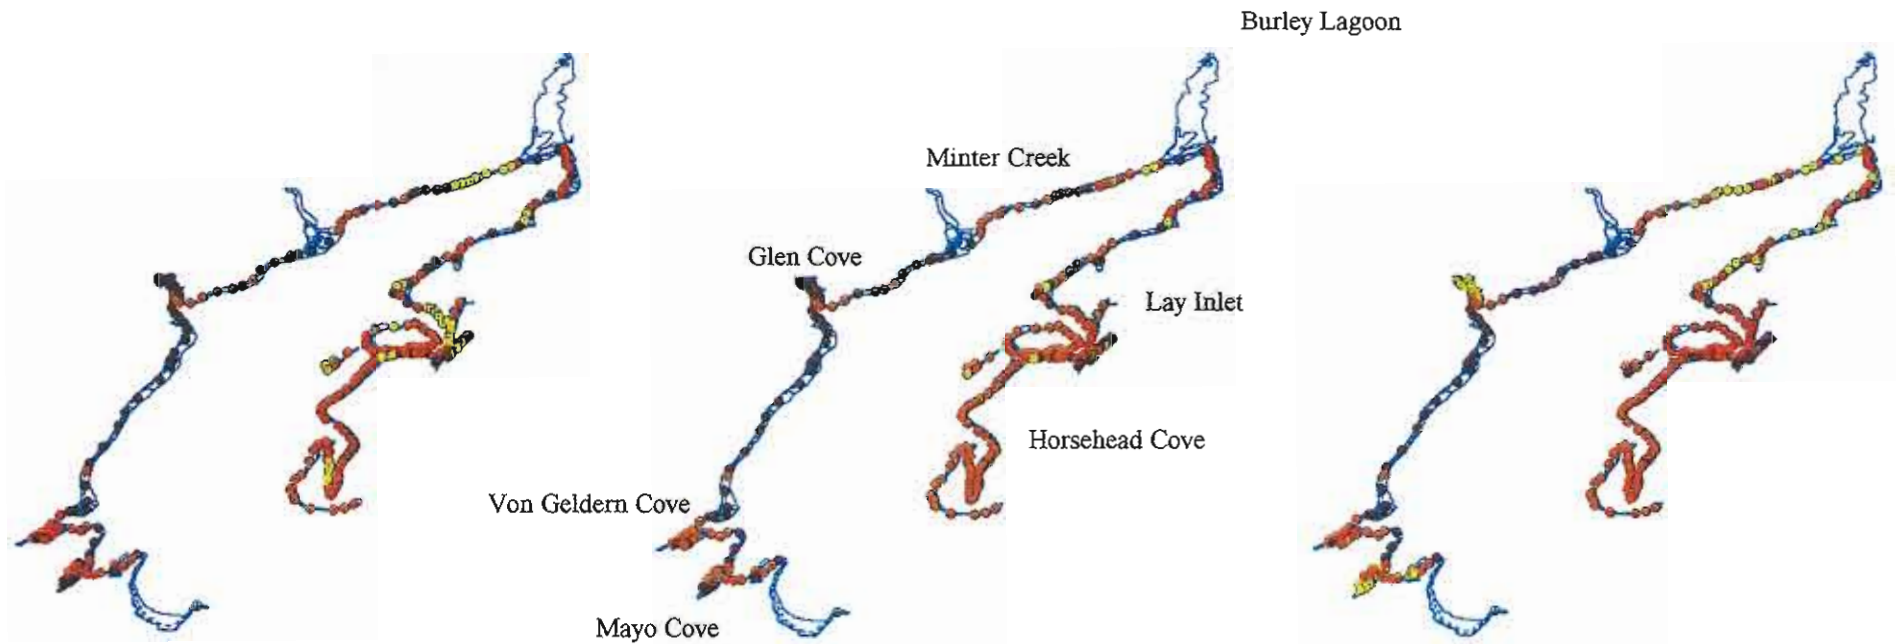 Burley Lagoon
Minter Creek
Glen Cove
Lay Inlet
Horsehead Cove
Von Geldern Cove
Mayo Cove